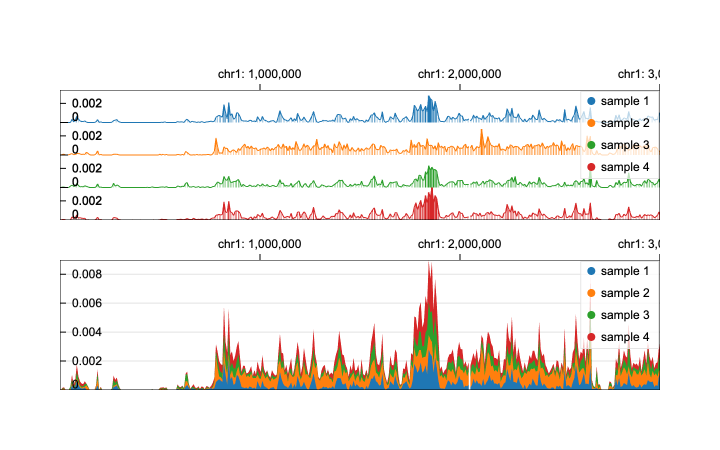 chr1: 1,000,000 chr1: 2,000,000 chr1: 3,0
0.002 sample 1
0
sample 2
0.002
0 sample 3
0.002 sample 4
0
0.002
0
chr1: 1,000,000 chr1: 2,000,000 chr1: 3,0
0.008 sample 1
sample 2
0.006
sample 3
0.004
sample 4
0.002
0